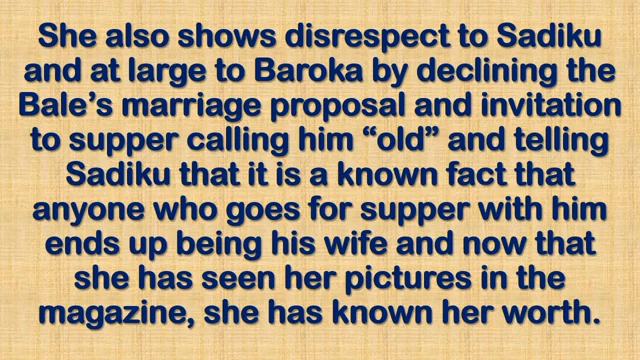 She also shows disrespect to Sadiku
and at large to Baroka by declining the
Bale’s marriage proposal and invitation
to supper calling him “old” and telling
Sadiku that it is a known fact that
anyone who goes for supper with him
ends up being his wife and now that
she has seen her pictures in the
magazine, she has known her worth.